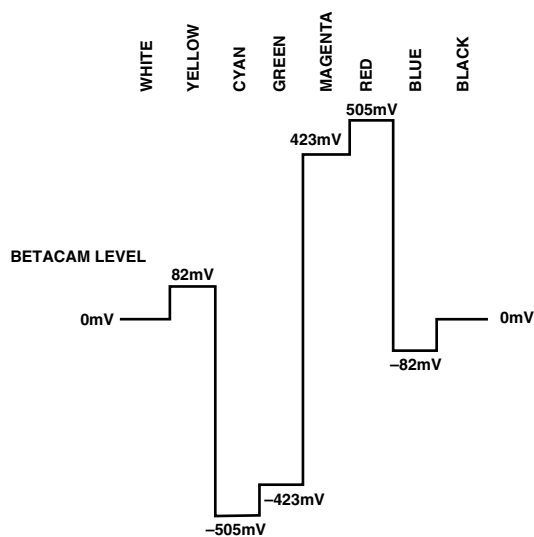 WHITE
YELLOW
CYAN
GREEN
MAGENTA
RED
BLUE
BLACK
505mV
423mV
BETACAM LEVEL
82mV
0mV
0mV
–82mV
–423mV
–505mV